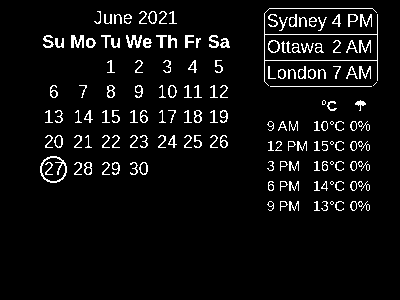 June 2021
Su Mo Tu We Th Fr Sa
1 2 3 4 5
6 7 8 9 10 11 12
13 14 15 16 17 18 19
20 21 22 23 24 25 26
27 28 29 30
Sydney 4 PM
Ottawa 2 AM
London 7 AM
°C ☂
9 AM 10°C 0%
12 PM 15°C 0%
3 PM 16°C 0%
6 PM 14°C 0%
9 PM 13°C 0%